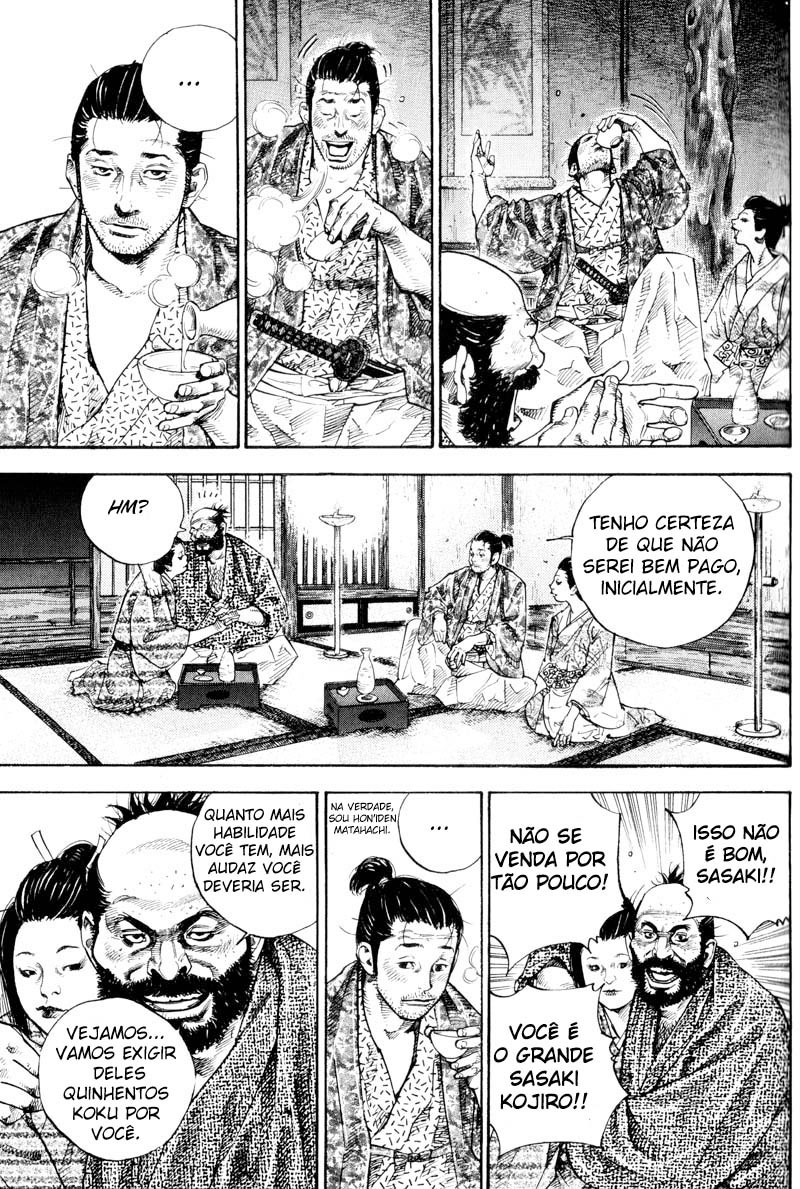 ...
TENHO CERTEZA
DE QUE NÃO
SEREI BEM PAGO,
INICIALMENTE.
HM?
ISSO NÃO
É BOM,
SASAKI!!
NÃO SE
VENDA POR
TÃO POUCO!
VOCÊ É
O GRANDE
SASAKI
KOJIRO!!
...
NA VERDADE,
SOU HON'IDEN
MATAHACHI.
QUANTO MAIS
HABILIDADE
VOCÊ TEM, MAIS
AUDAZ VOCÊ
DEVERIA SER.
VEJAMOS...
VAMOS EXIGIR
DELES
QUINHENTOS
KOKU POR
VOCÊ.